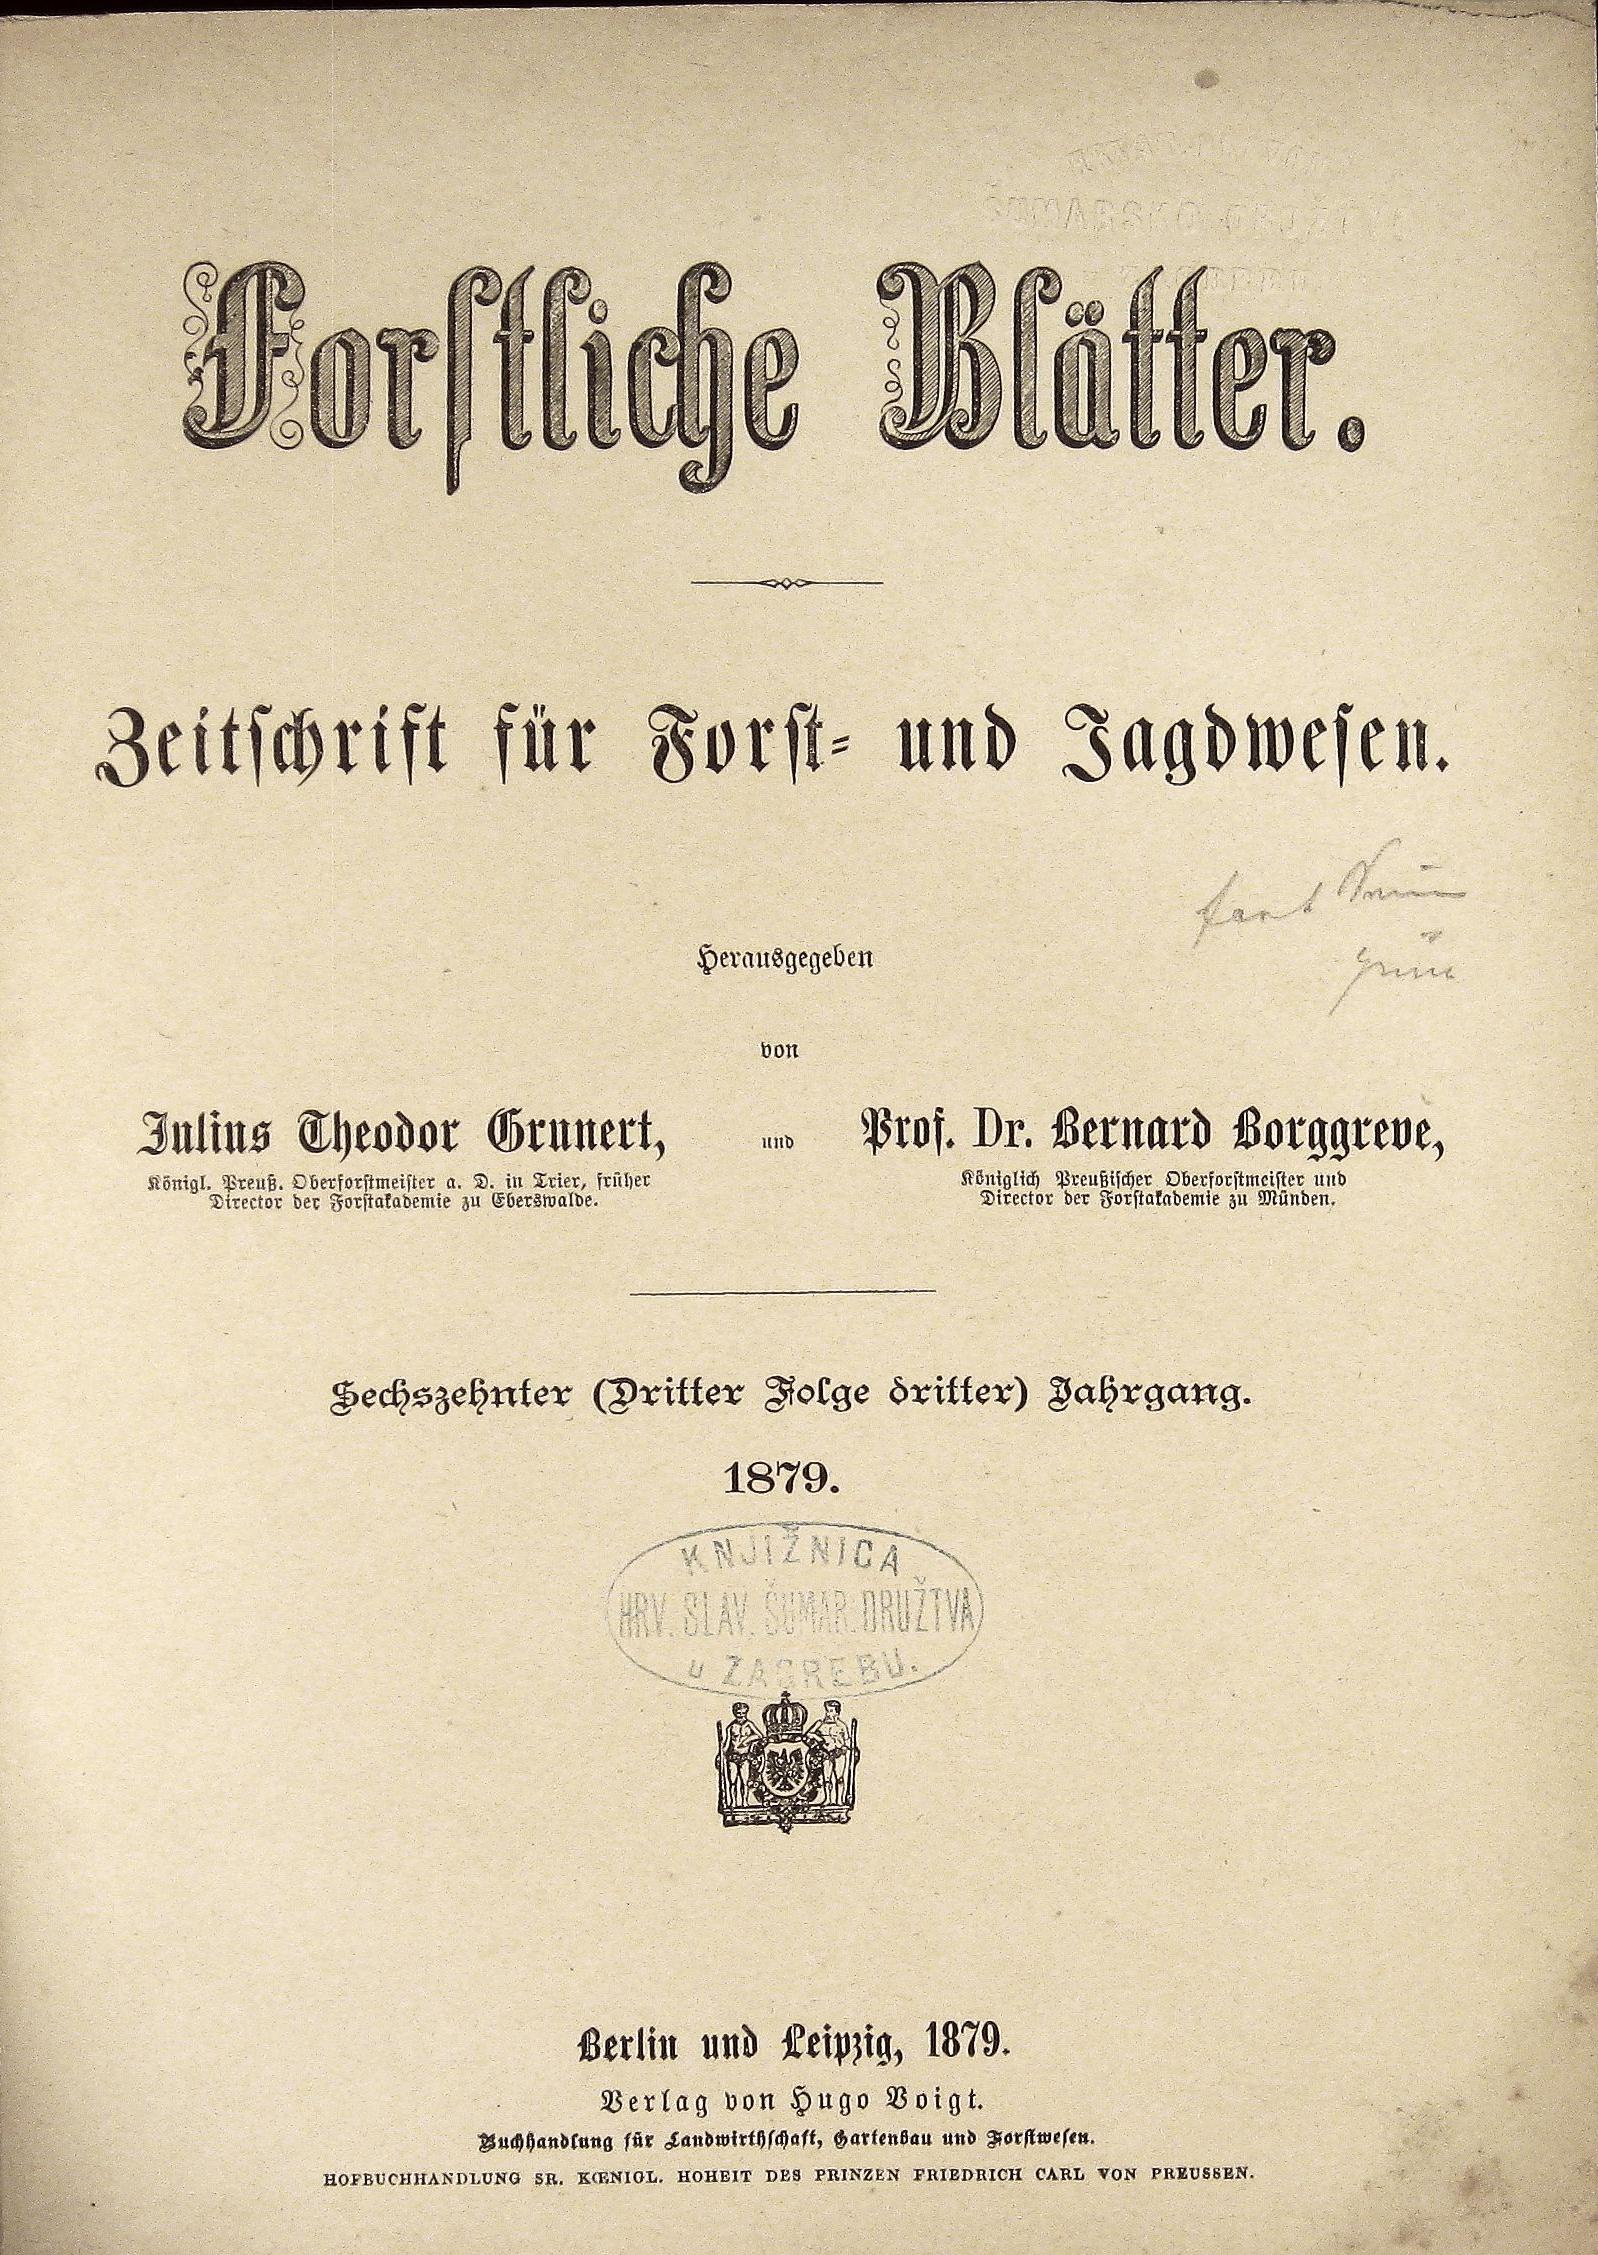 Forstliche Blätter.
Zeitschrift für Forst- und Jagdwesen.
Herausgegeben
von
Julius Theodor Grunert,
Königl. Preuß. Oberforstmeister a. D. in Trier, früher
Director der Forstakademie zu Eberswalde.
und
Prof. Dr. Bernard Borggreve,
Königlich Preußischer Oberforstmeister und
Director der Forstakademie zu Münden.
Sechszehnter (Dritter Folge dritter) Jahrgang.
1879.
KNJIŽNICA
HRV. SLAV. ŠUMAR. DRUŽTVA
u ZAGREBU.
Berlin und Leipzig, 1879.
Verlag von Hugo Voigt.
Buchhandlung für Landwirthschaft, Gartenbau und Forstwesen.
HOFBUCHHANDLUNG SR. KŒNIGL. HOHEIT DES PRINZEN FRIEDRICH CARL VON PREUSSEN.